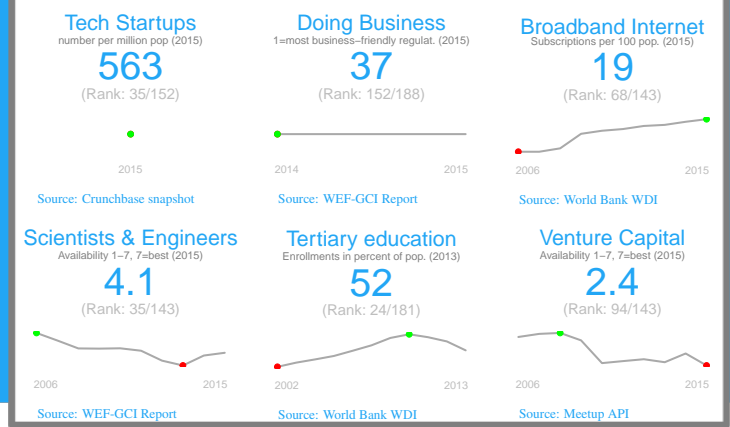 Tech Startups
number per million pop (2015)
563
(Rank: 35/152)
2015
Source: Crunchbase snapshot
Doing Business
1=most business−friendly regulat. (2015)
37
(Rank: 152/188)
2014 2015
Source: WEF-GCI Report
Broadband Internet
Subscriptions per 100 pop. (2015)
19
(Rank: 68/143)
2006 2015
Source: World Bank WDI
Scientists & Engineers
Availability 1−7, 7=best (2015)
4.1
(Rank: 35/143)
2006 2015
Source: WEF-GCI Report
Tertiary education
Enrollments in percent of pop. (2013)
52
(Rank: 24/181)
2002 2013
Source: World Bank WDI
Venture Capital
Availability 1−7, 7=best (2015)
2.4
(Rank: 94/143)
2006 2015
Source: Meetup API